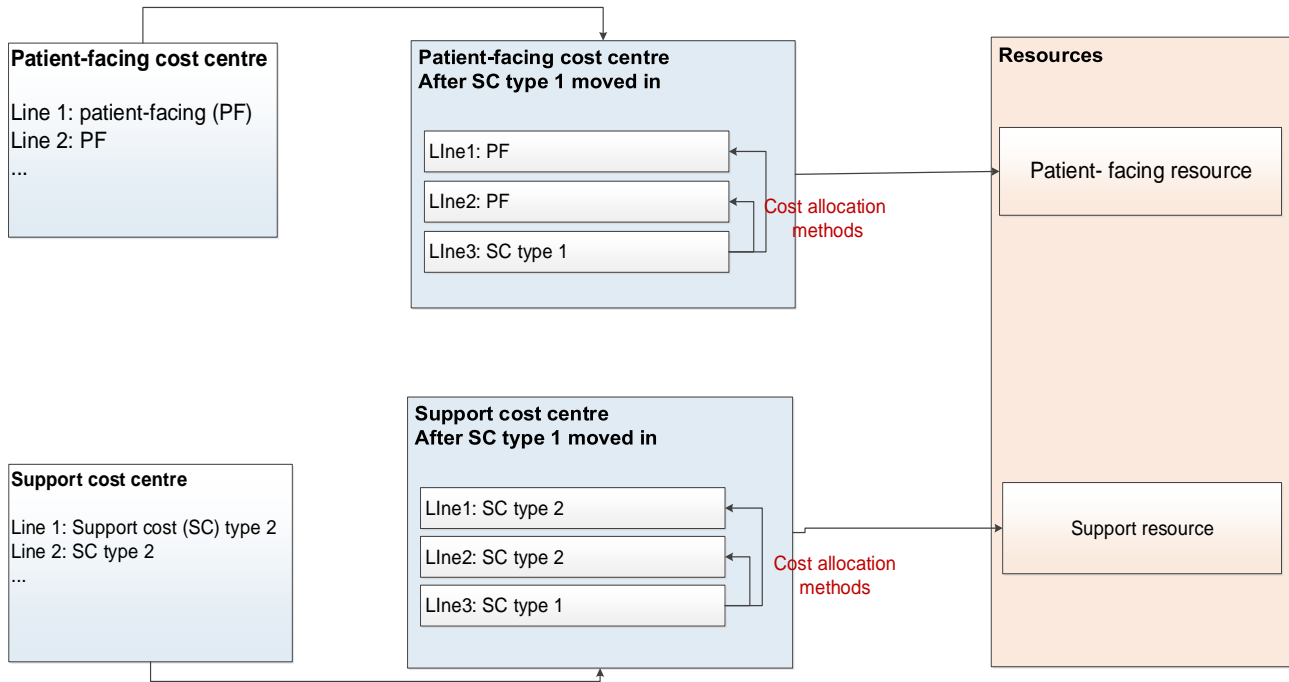 Patient-facing cost centre
Line 1: patient-facing (PF)
Line 2: PF
...
Patient-facing cost centre
After SC type 1 moved in
LIne1: PF
LIne2: PF
LIne3: SC type 1
Cost allocation
methods
Resources
Patient- facing resource
Support cost centre
Line 1: Support cost (SC) type 2
Line 2: SC type 2
...
Support cost centre
After SC type 1 moved in
LIne1: SC type 2
LIne2: SC type 2
LIne3: SC type 1
Cost allocation
methods
Support resource